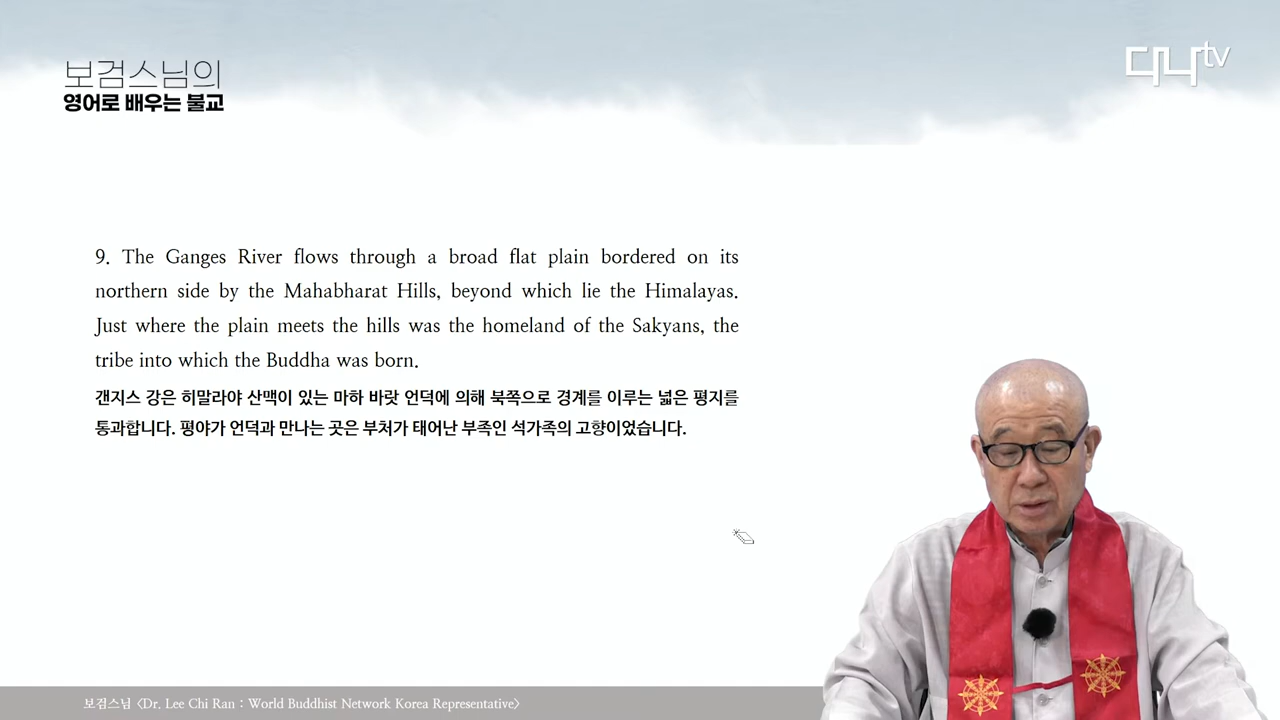 보검스님의
영어로 배우는 불교
다나tv
9. The Ganges River flows through a broad flat plain bordered on its
northern side by the Mahabharat Hills, beyond which lie the Himalayas.
Just where the plain meets the hills was the homeland of the Sakyans, the
tribe into which the Buddha was born.
갠지스 강은 히말라야 산맥이 있는 마하 바랏 언덕에 의해 북쪽으로 경계를 이루는 넓은 평지를
통과합니다. 평야가 언덕과 만나는 곳은 부처가 태어난 부족인 석가족의 고향이었습니다.
보검스님 <Dr. Lee Chi Ran : World Buddhist Network Korea Representative>